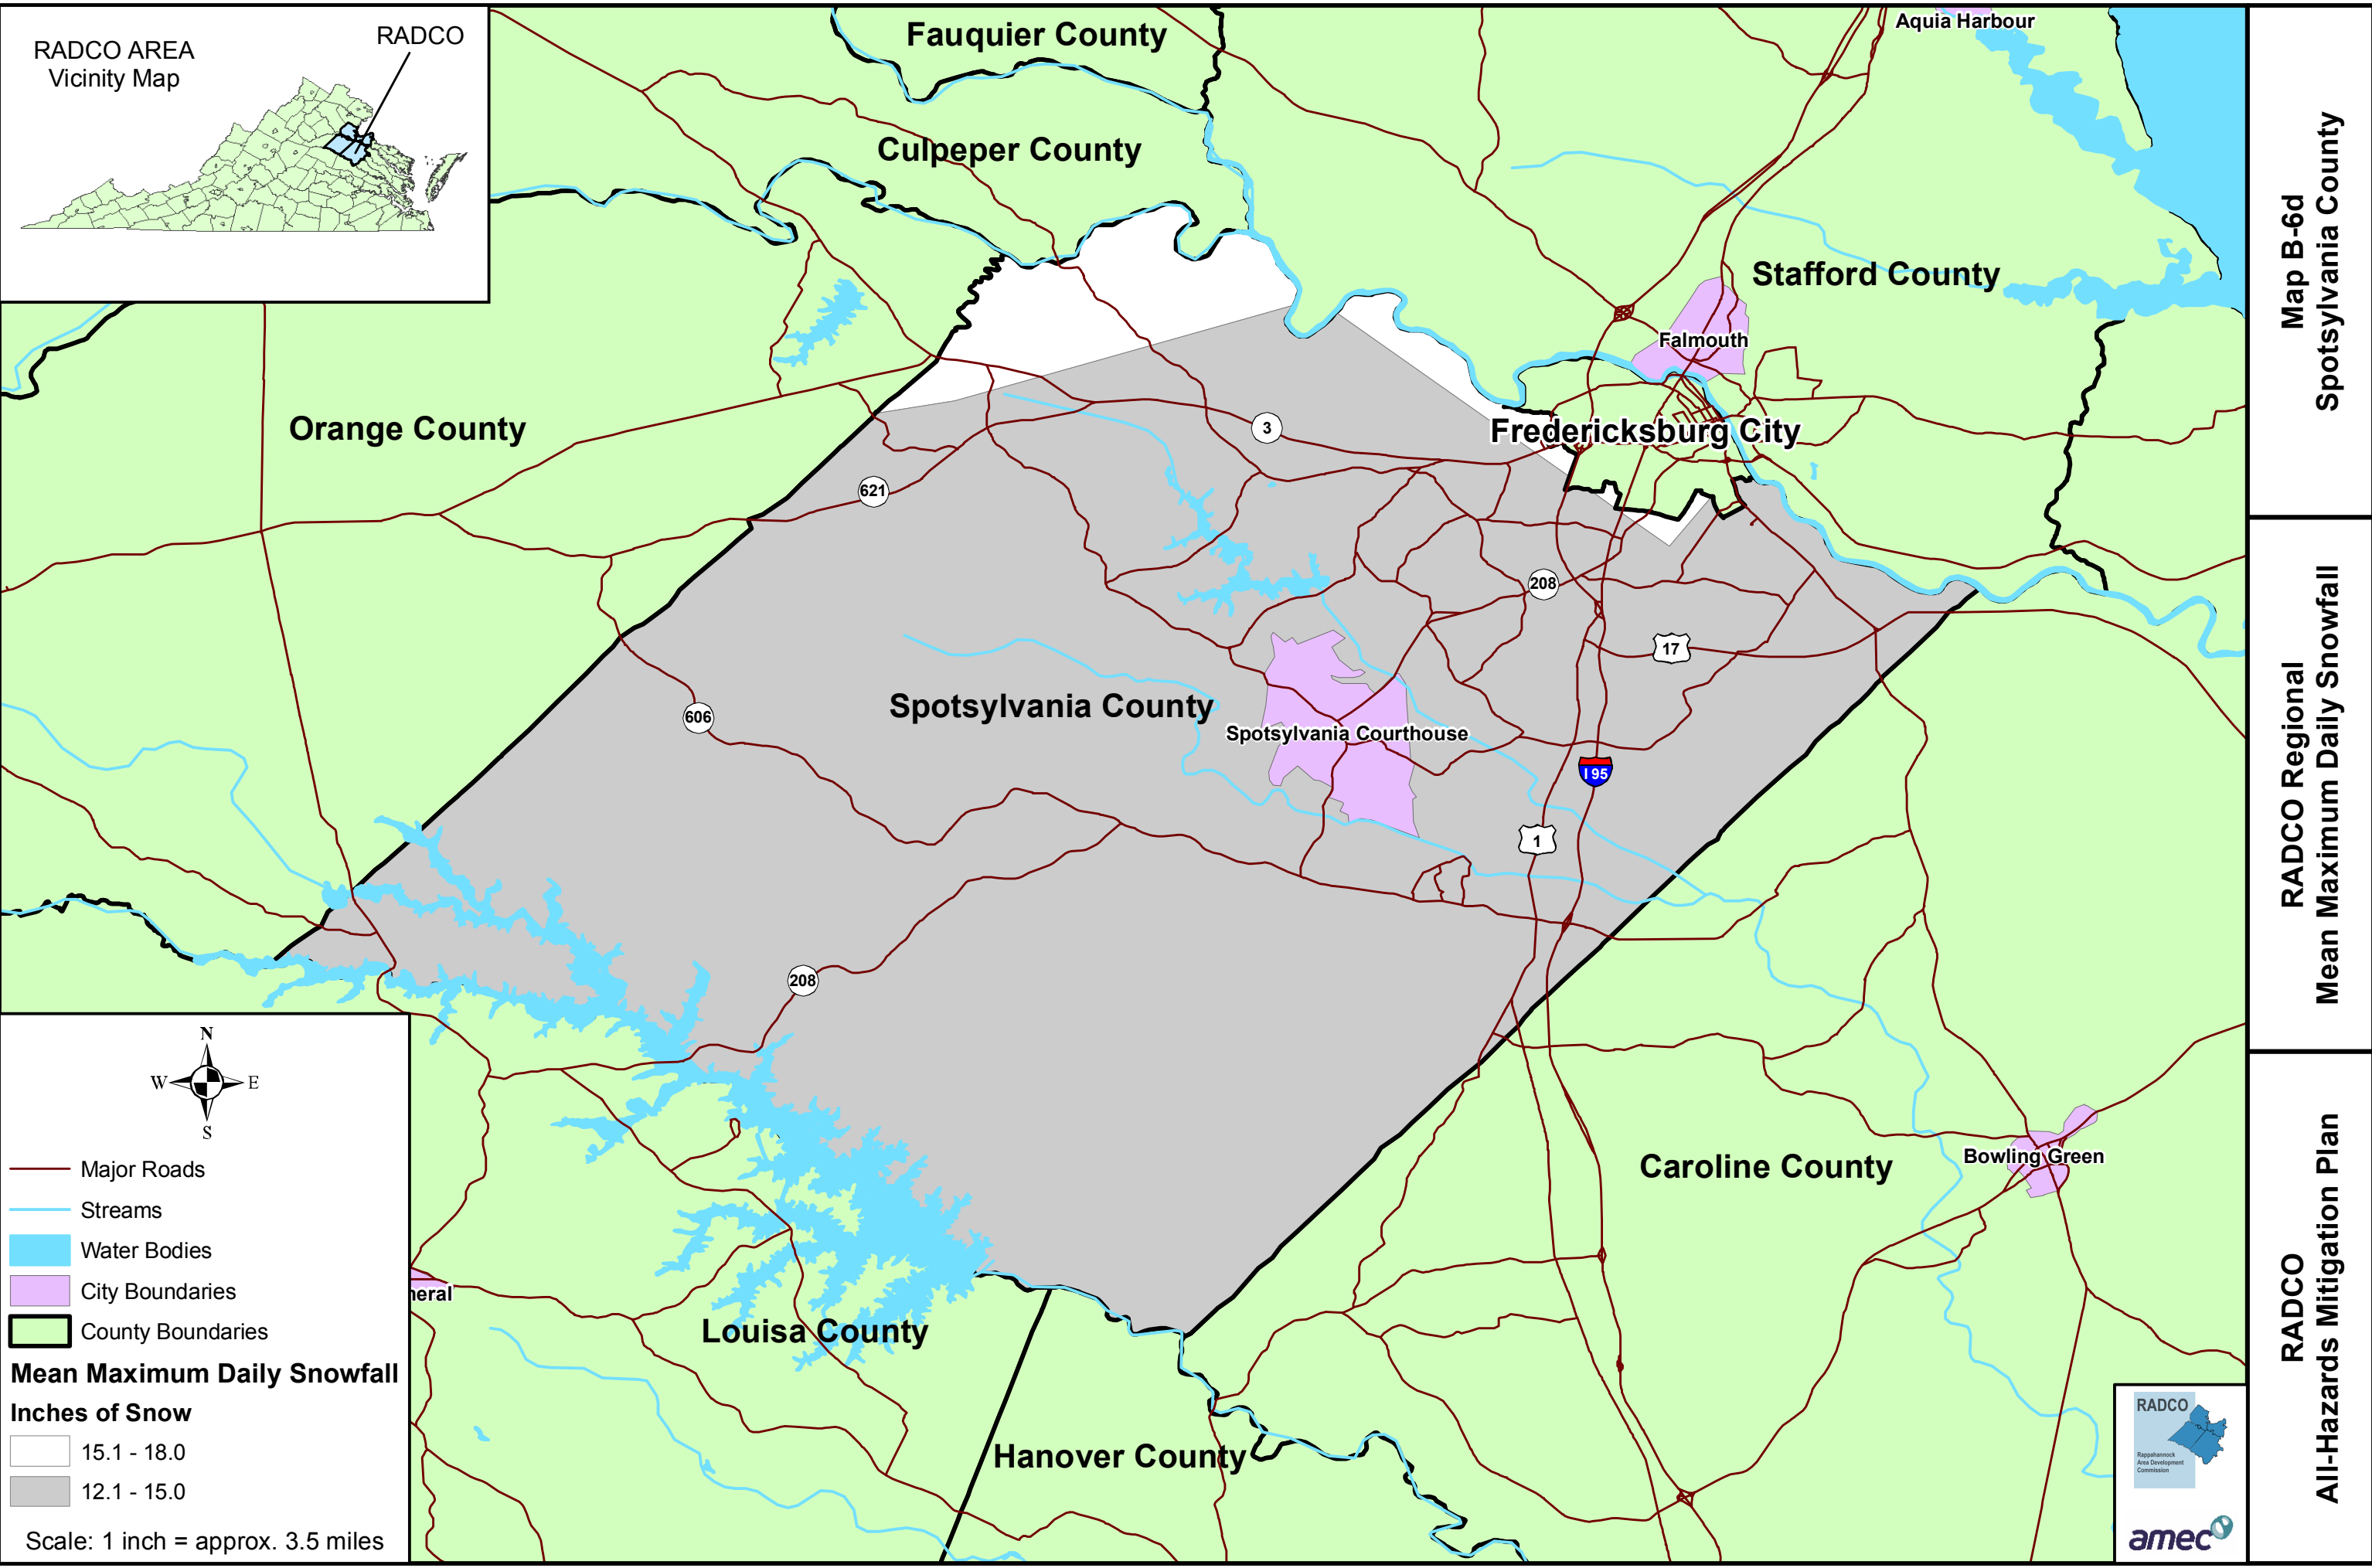 RADCO AREA
Vicinity Map
RADCO
Fauquier County
Aquia Harbour
Culpeper County
Stafford County
Falmouth
Orange County
3
Fredericksburg City
621
208
17
606
Spotsylvania County
Spotsylvania Courthouse
I 95
1
208
Caroline County
Bowling Green
neral
Louisa County
Hanover County
N
W
E
S
Major Roads
Streams
Water Bodies
City Boundaries
County Boundaries
Mean Maximum Daily Snowfall
Inches of Snow
15.1 - 18.0
12.1 - 15.0
Scale: 1 inch = approx. 3.5 miles
Map B-6d
Spotsylvania County
RADCO Regional
Mean Maximum Daily Snowfall
RADCO
All-Hazards Mitigation Plan
RADCO
Rappahannock
Area Development
Commission
amec